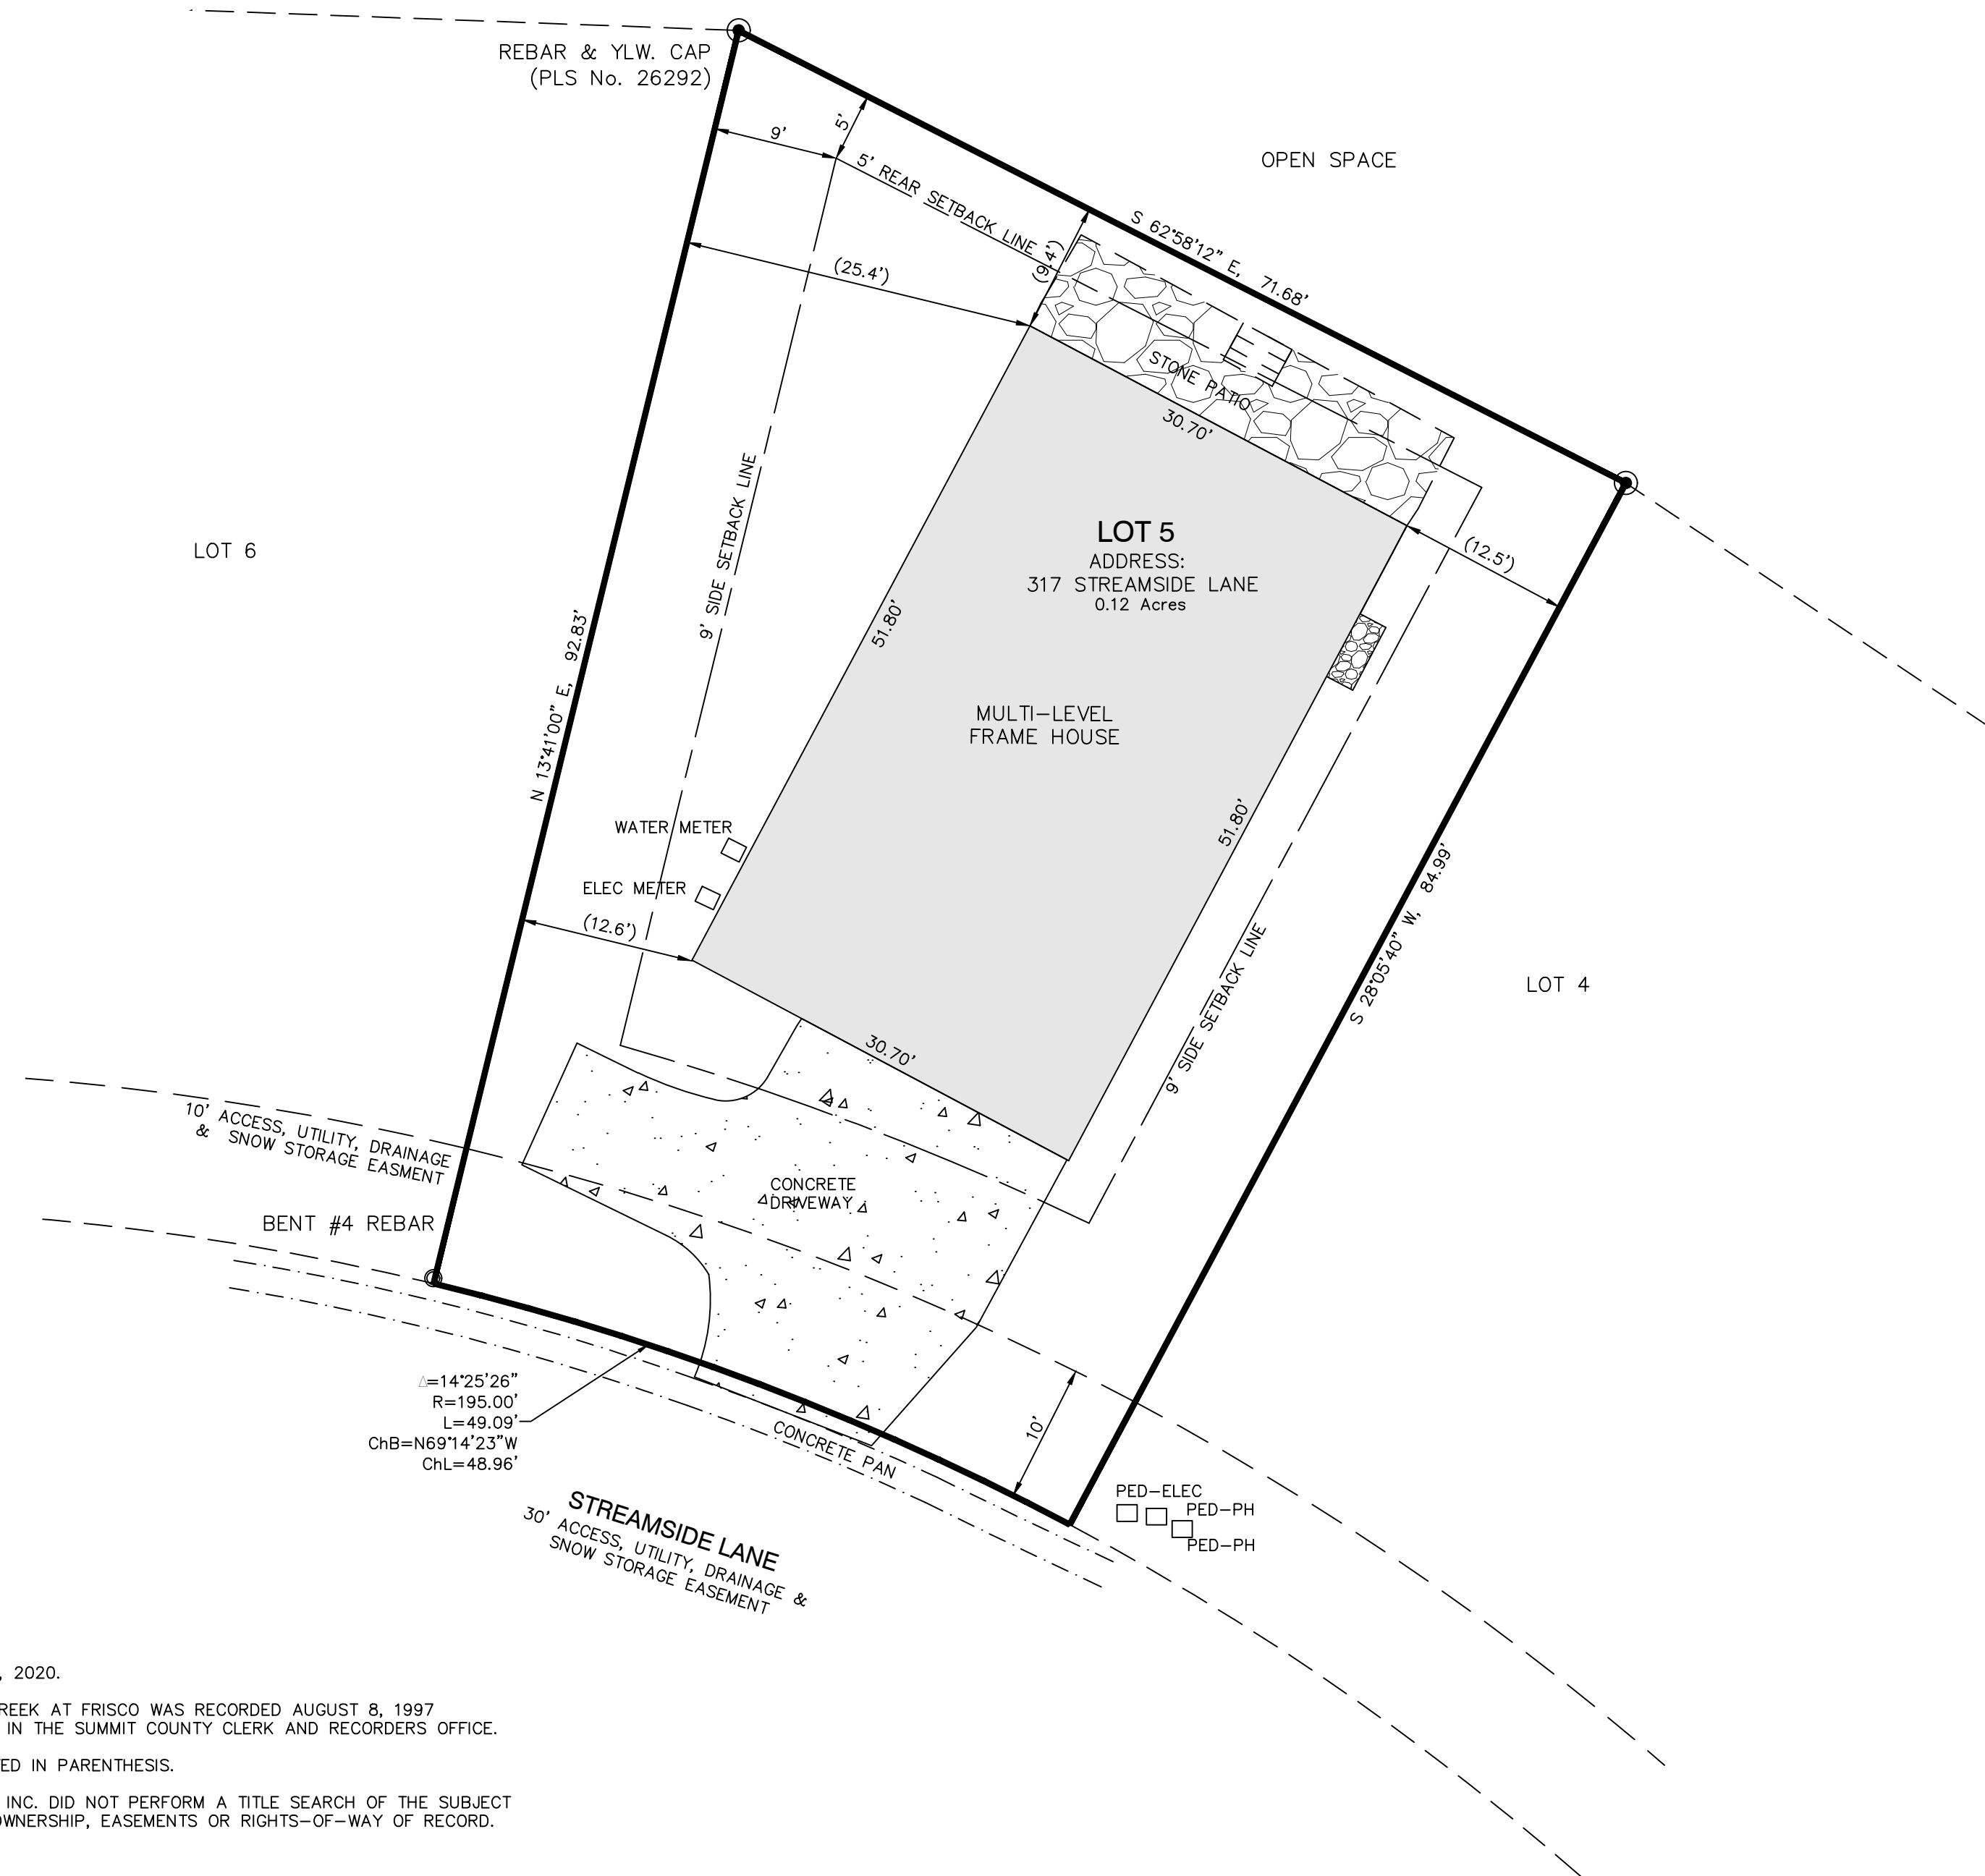 REBAR & YLW. CAP
(PLS No. 26292)
9'
5'
5' REAR SETBACK LINE
OPEN SPACE
S 62°58'12" E, 71.68'
(9.4')
(25.4')
STONE PATIO
30.70'
(12.5')
LOT 5
ADDRESS:
317 STREAMSIDE LANE
0.12 Acres
LOT 6
9' SIDE SETBACK LINE
51.80'
N 13°41'00" E, 92.83'
MULTI-LEVEL
FRAME HOUSE
51.80'
WATER METER
ELEC METER
(12.6')
S 28°05'40" W, 84.99'
9' SIDE SETBACK LINE
LOT 4
30.70'
10' ACCESS, UTILITY, DRAINAGE
& SNOW STORAGE EASMENT
CONCRETE
DRIVEWAY
BENT #4 REBAR
△=14°25'26"
R=195.00'
L=49.09'
ChB=N69°14'23"W
ChL=48.96'
CONCRETE PAN
10'
PED-ELEC
PED-PH
PED-PH
STREAMSIDE LANE
30' ACCESS, UTILITY, DRAINAGE &
SNOW STORAGE EASEMENT
, 2020.
REEK AT FRISCO WAS RECORDED AUGUST 8, 1997
IN THE SUMMIT COUNTY CLERK AND RECORDERS OFFICE.
ED IN PARENTHESIS.
INC. DID NOT PERFORM A TITLE SEARCH OF THE SUBJECT
OWNERSHIP, EASEMENTS OR RIGHTS-OF-WAY OF RECORD.